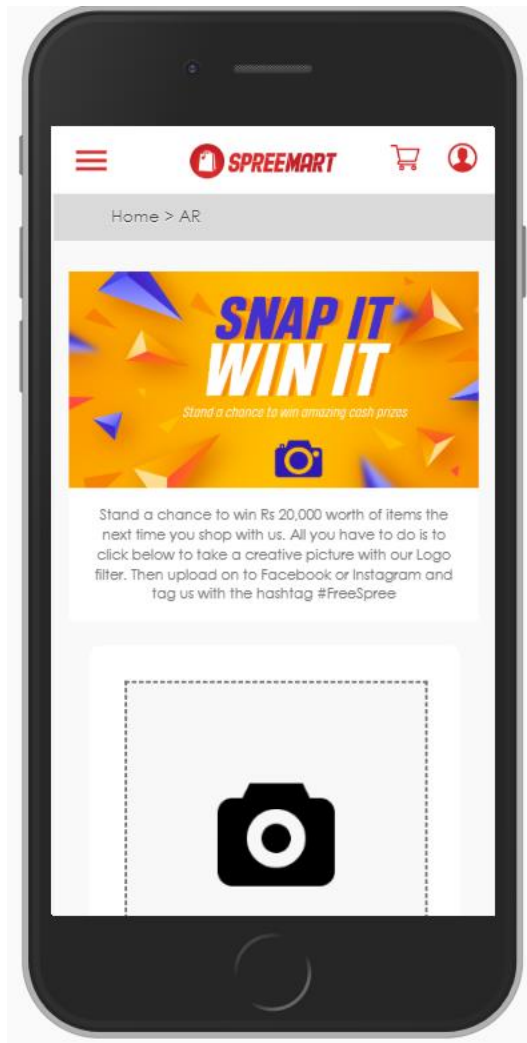 SPREEMART
Home > AR
SNAP IT
WIN IT
Stand a chance to win amazing cash prizes
Stand a chance to win Rs 20,000 worth of items the
next time you shop with us. All you have to do is to
click below to take a creative picture with our Logo
filter. Then upload on to Facebook or Instagram and
tag us with the hashtag #FreeSpree